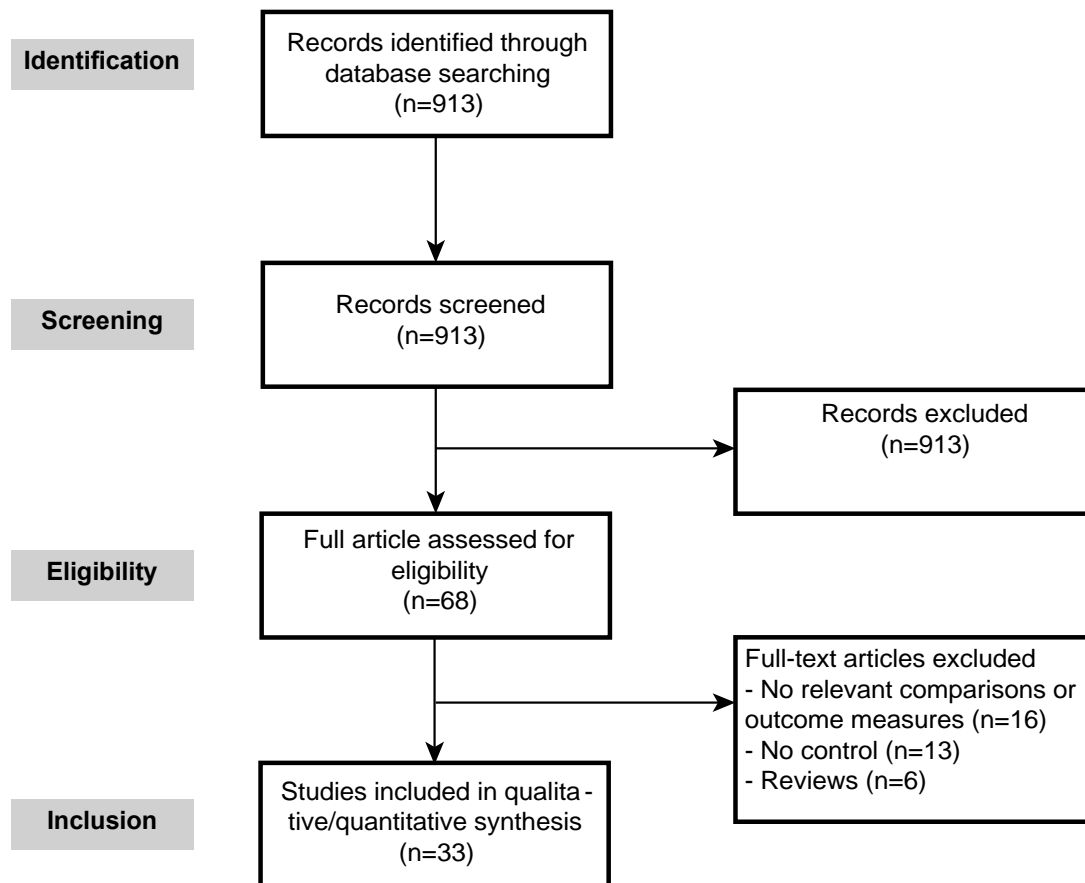 Identification
Records identified through
database searching
(n=913)
Screening
Records screened
(n=913)
Records excluded
(n=913)
Eligibility
Full article assessed for
eligibility
(n=68)
Full-text articles excluded
- No relevant comparisons or
outcome measures (n=16)
- No control (n=13)
- Reviews (n=6)
Inclusion
Studies included in qualita-
tive/quantitative synthesis
(n=33)